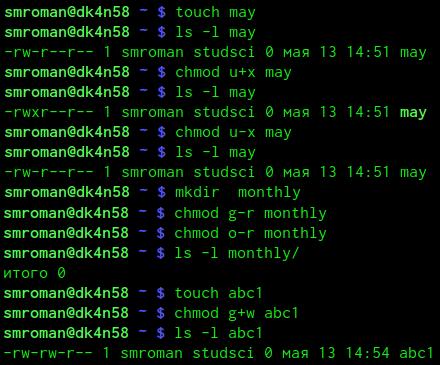 smroman@dk4n58 ~ $ touch may
smroman@dk4n58 ~ $ ls -l may
-rw-r--r-- 1 smroman studsci 0 мая 13 14:51 may
smroman@dk4n58 ~ $ chmod u+x may
smroman@dk4n58 ~ $ ls -l may
-rwxr--r-- 1 smroman studsci 0 мая 13 14:51 may
smroman@dk4n58 ~ $ chmod u-x may
smroman@dk4n58 ~ $ ls -l may
-rw-r--r-- 1 smroman studsci 0 мая 13 14:51 may
smroman@dk4n58 ~ $ mkdir  monthly
smroman@dk4n58 ~ $ chmod g-r monthly
smroman@dk4n58 ~ $ chmod o-r monthly
smroman@dk4n58 ~ $ ls -l monthly/
итого 0
smroman@dk4n58 ~ $ touch abc1
smroman@dk4n58 ~ $ chmod g+w abc1
smroman@dk4n58 ~ $ ls -l abc1
-rw-rw-r-- 1 smroman studsci 0 мая 13 14:54 abc1